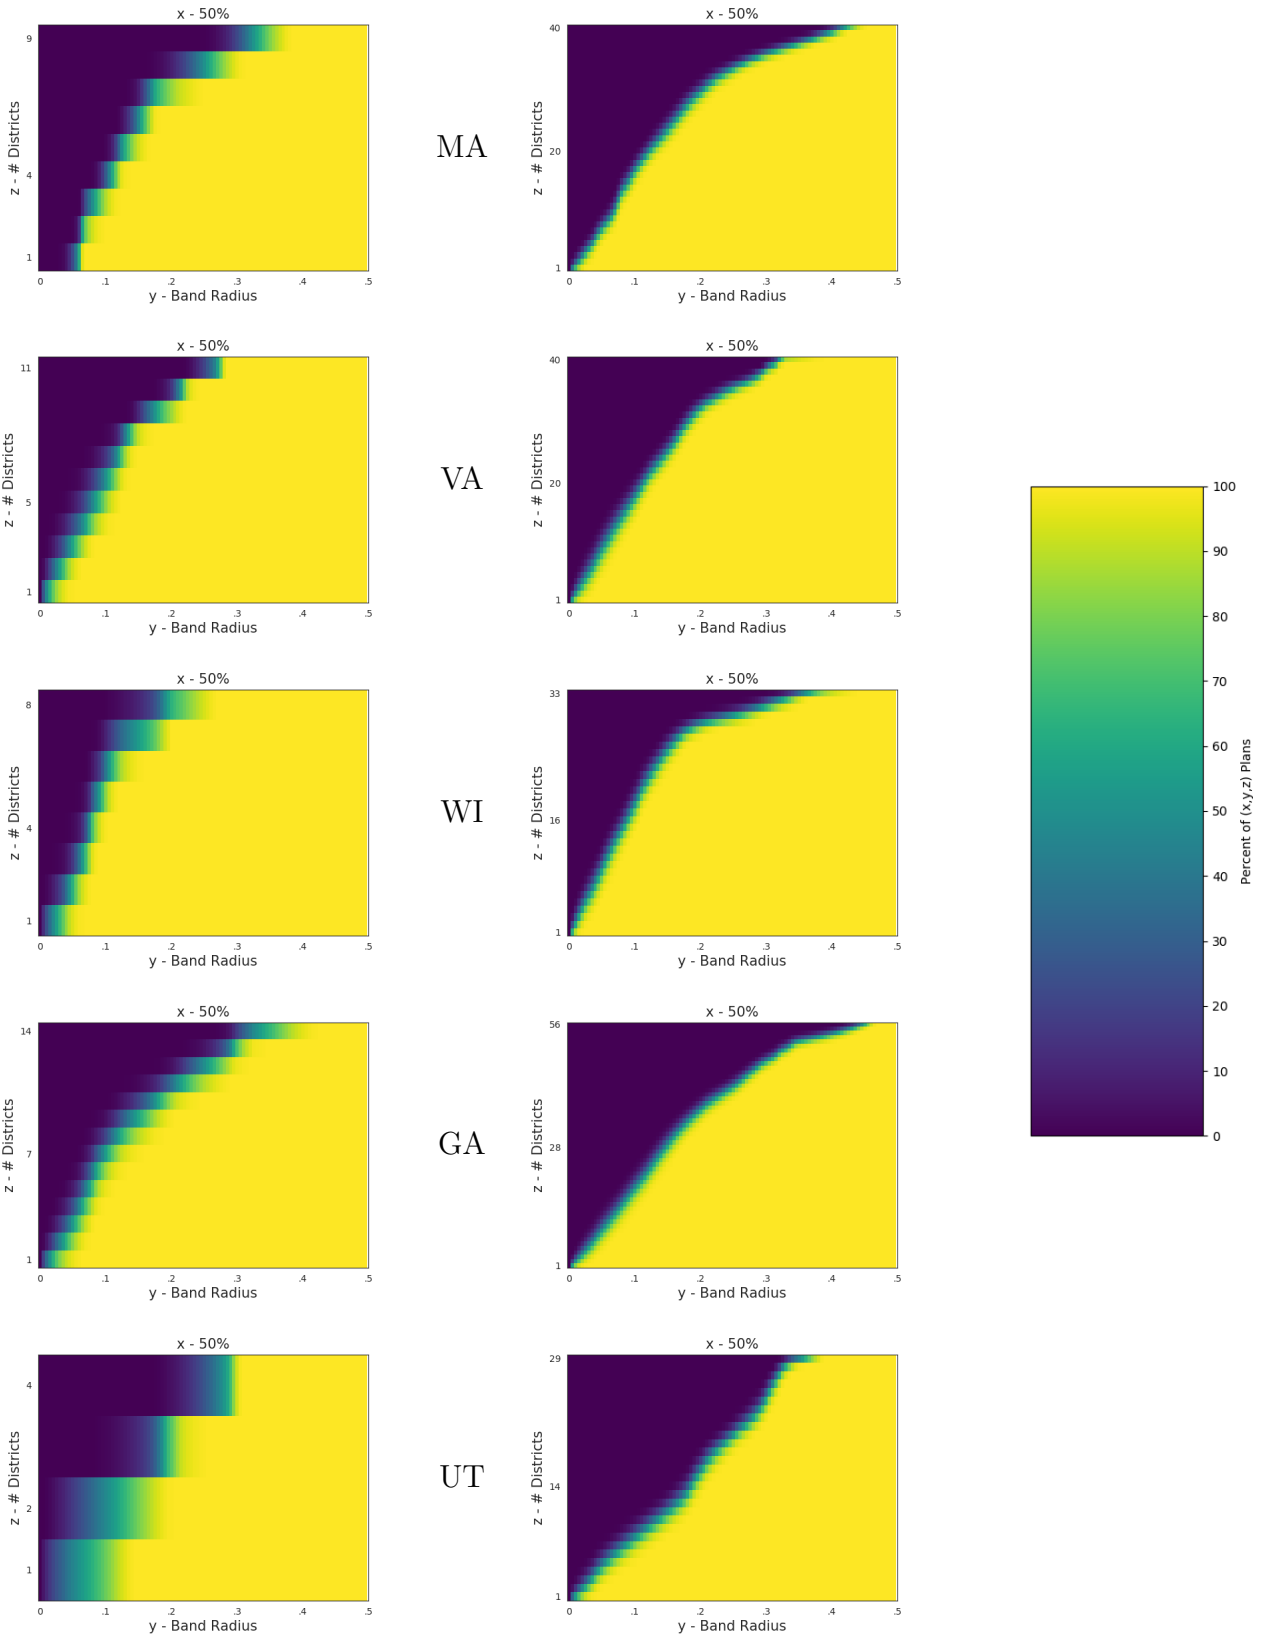 x - 50%
x - 50%
9
4
1
z - # Districts
0 .1 .2 .3 .4 .5
y - Band Radius
MA
40
20
1
z - # Districts
0 .1 .2 .3 .4 .5
y - Band Radius
x - 50%
x - 50%
11
5
1
z - # Districts
0 .1 .2 .3 .4 .5
y - Band Radius
VA
40
20
1
z - # Districts
0 .1 .2 .3 .4 .5
y - Band Radius
x - 50%
x - 50%
8
4
1
z - # Districts
0 .1 .2 .3 .4 .5
y - Band Radius
WI
33
16
1
z - # Districts
0 .1 .2 .3 .4 .5
y - Band Radius
x - 50%
x - 50%
14
7
1
z - # Districts
0 .1 .2 .3 .4 .5
y - Band Radius
GA
56
28
1
z - # Districts
0 .1 .2 .3 .4 .5
y - Band Radius
x - 50%
x - 50%
4
2
1
z - # Districts
0 .1 .2 .3 .4 .5
y - Band Radius
UT
29
14
1
z - # Districts
0 .1 .2 .3 .4 .5
y - Band Radius
100
90
80
70
60
50
40
30
20
10
0
Percent of (x,y,z) Plans